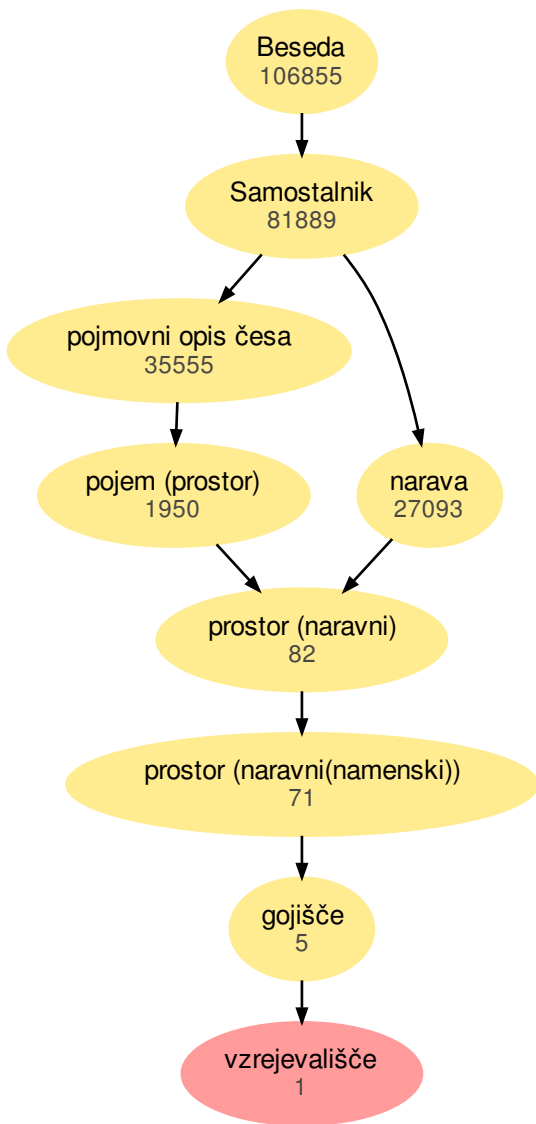 Beseda
106855
Samostalnik
81889
pojmovni opis česa
35555
pojem (prostor)
1950
narava
27093
prostor (naravni)
82
prostor (naravni(namenski))
71
gojišče
5
vzrejevališče
1